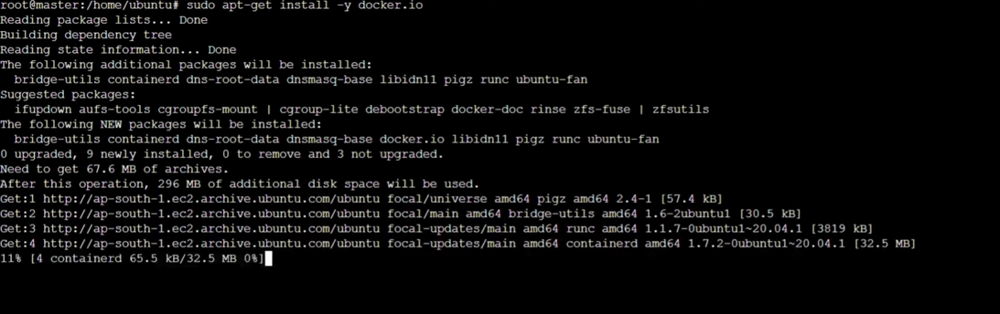 root@master:/home/ubuntu# sudo apt-get install -y docker.io
Reading package lists... Done
Building dependency tree
Reading state information... Done
The following additional packages will be installed:
  bridge-utils containerd dns-root-data dnsmasq-base libidn11 pigz runc ubuntu-fan
Suggested packages:
  ifupdown aufs-tools cgroupfs-mount | cgroup-lite debootstrap docker-doc rinse zfs-fuse | zfsutils
The following NEW packages will be installed:
  bridge-utils containerd dns-root-data dnsmasq-base docker.io libidn11 pigz runc ubuntu-fan
0 upgraded, 9 newly installed, 0 to remove and 3 not upgraded.
Need to get 67.6 MB of archives.
After this operation, 296 MB of additional disk space will be used.
Get:1 http://ap-south-1.ec2.archive.ubuntu.com/ubuntu focal/universe amd64 pigz amd64 2.4-1 [57.4 kB]
Get:2 http://ap-south-1.ec2.archive.ubuntu.com/ubuntu focal/main amd64 bridge-utils amd64 1.6-2ubuntu1 [30.5 kB]
Get:3 http://ap-south-1.ec2.archive.ubuntu.com/ubuntu focal-updates/main amd64 runc amd64 1.1.7-0ubuntu1~20.04.1 [3819 kB]
Get:4 http://ap-south-1.ec2.archive.ubuntu.com/ubuntu focal-updates/main amd64 containerd amd64 1.7.2-0ubuntu1~20.04.1 [32.5 MB]
11% [4 containerd 65.5 kB/32.5 MB 0%]